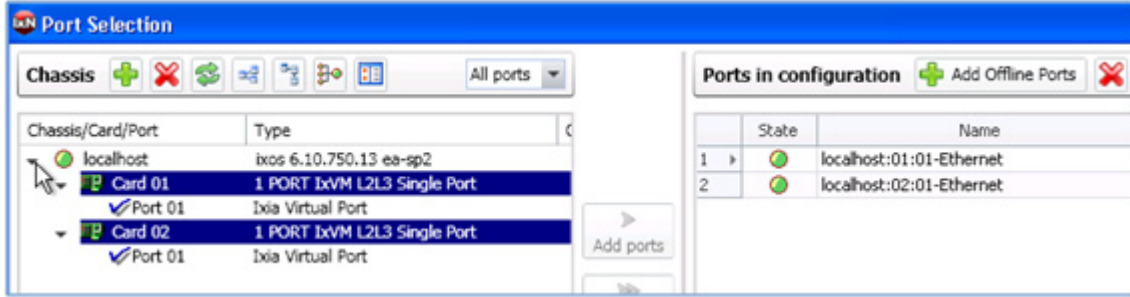 IXN Port Selection
Chassis All ports
Chassis/Card/Port Type
localhost ixos 6.10.750.13 ea-sp2
Card 01 1 PORT IxVM L2L3 Single Port
Port 01 Ixia Virtual Port
Card 02 1 PORT IxVM L2L3 Single Port
Port 01 Ixia Virtual Port
Add ports
Ports in configuration Add Offline Ports
State Name
1 localhost:01:01-Ethernet
2 localhost:02:01-Ethernet